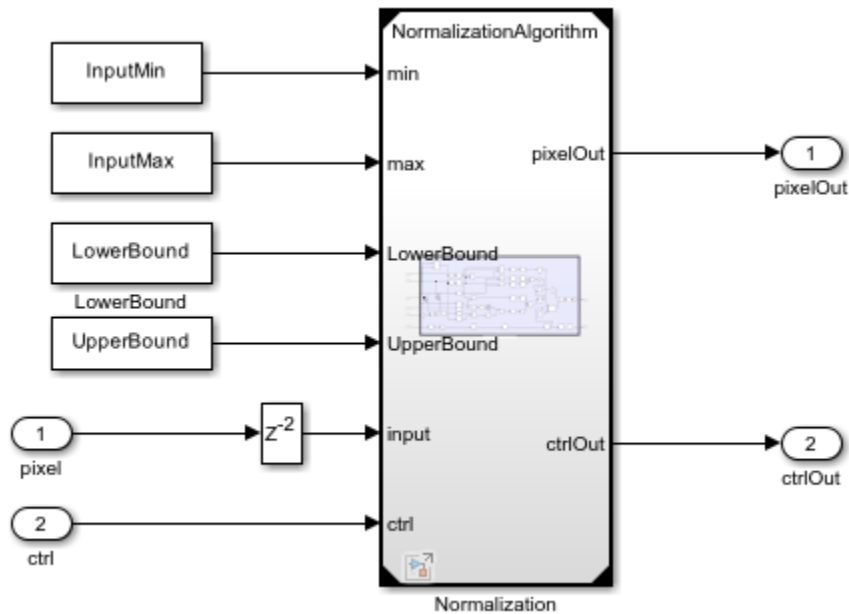 NormalizationAlgorithm
InputMin
min
InputMax
max
pixelOut
1
pixelOut
LowerBound
LowerBound
LowerBound
UpperBound
UpperBound
1
pixel
Z-2
input
ctrlOut
2
ctrlOut
2
ctrl
ctrl
Normalization